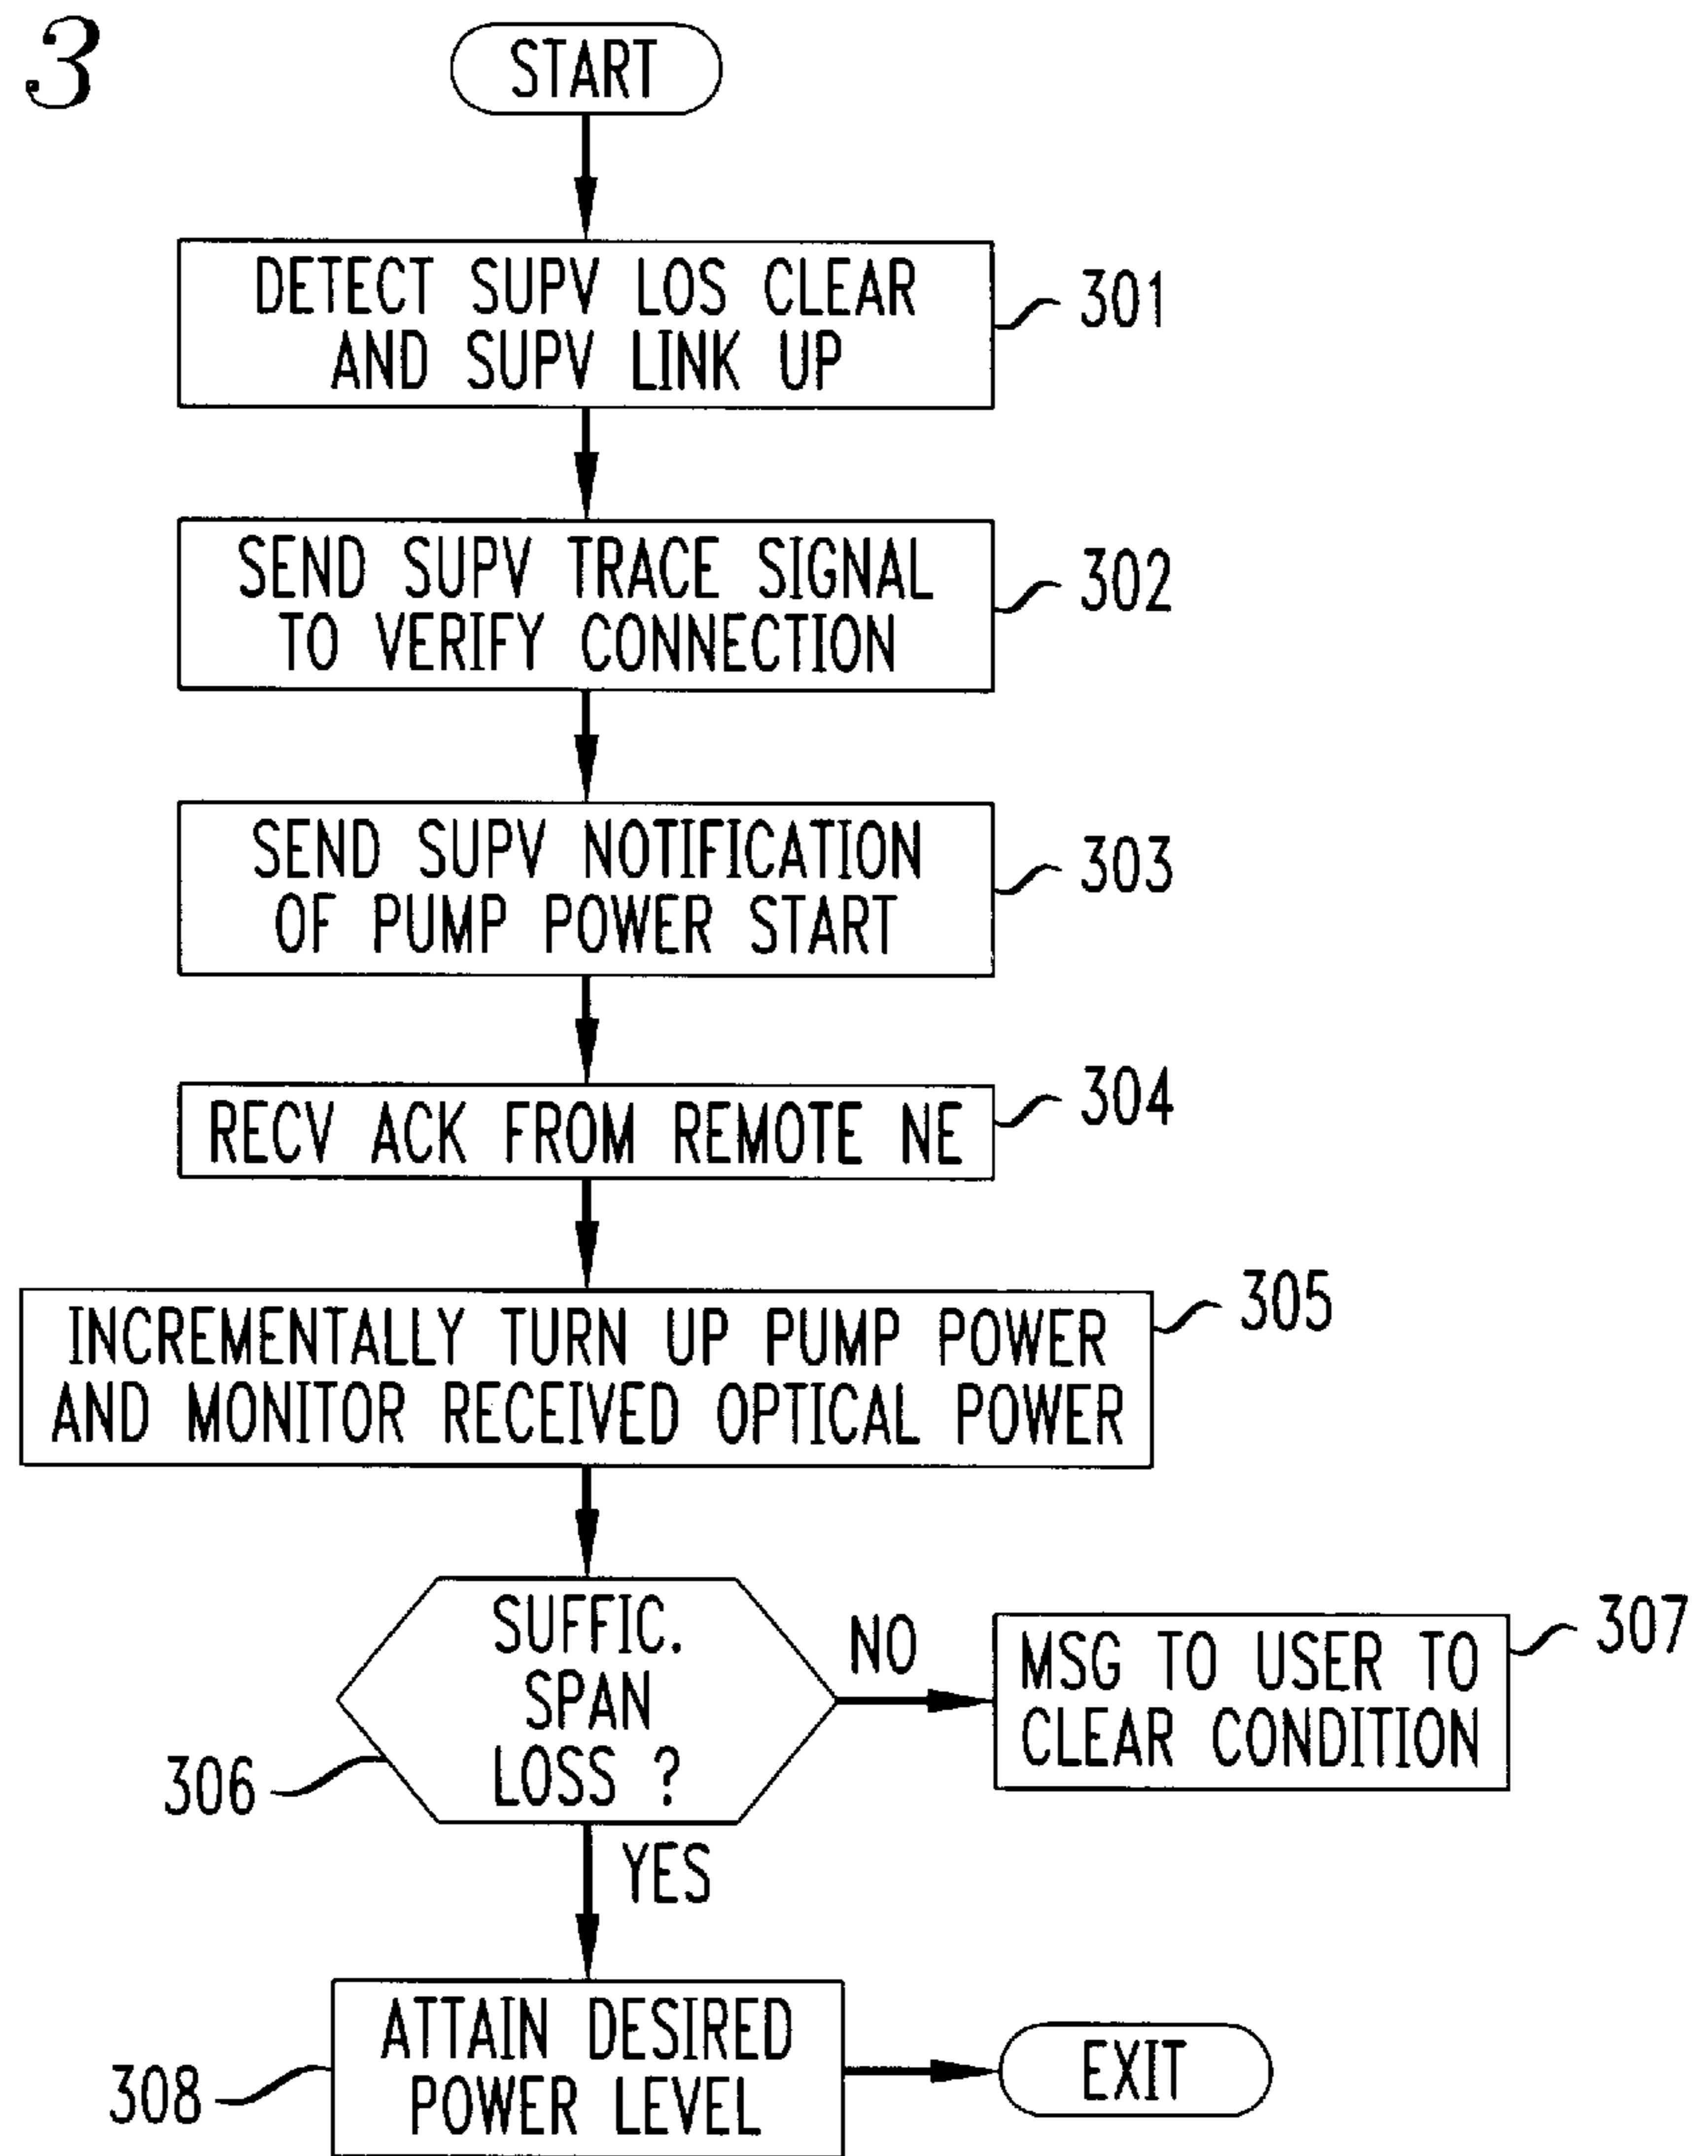 3
START
DETECT SUPV LOS CLEAR
AND SUPV LINK UP
301
SEND SUPV TRACE SIGNAL
TO VERIFY CONNECTION
302
SEND SUPV NOTIFICATION
OF PUMP POWER START
303
RECV ACK FROM REMOTE NE
304
INCREMENTALLY TURN UP PUMP POWER
AND MONITOR RECEIVED OPTICAL POWER
305
SUFFIC.
SPAN
LOSS ?
306
NO
MSG TO USER TO
CLEAR CONDITION
307
YES
ATTAIN DESIRED
POWER LEVEL
308
EXIT